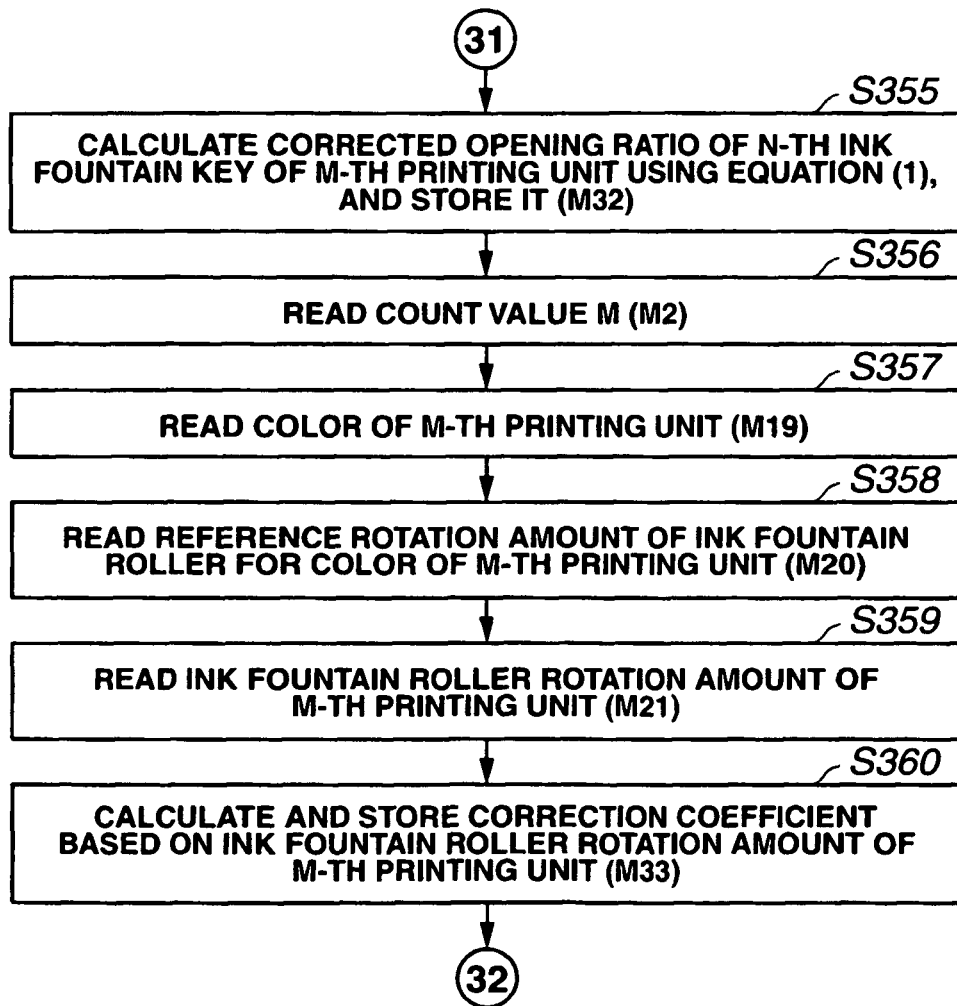 31
S355
CALCULATE CORRECTED OPENING RATIO OF N-TH INK
FOUNTAIN KEY OF M-TH PRINTING UNIT USING EQUATION (1),
AND STORE IT (M32)
S356
READ COUNT VALUE M (M2)
S357
READ COLOR OF M-TH PRINTING UNIT (M19)
S358
READ REFERENCE ROTATION AMOUNT OF INK FOUNTAIN
ROLLER FOR COLOR OF M-TH PRINTING UNIT (M20)
S359
READ INK FOUNTAIN ROLLER ROTATION AMOUNT OF
M-TH PRINTING UNIT (M21)
S360
CALCULATE AND STORE CORRECTION COEFFICIENT
BASED ON INK FOUNTAIN ROLLER ROTATION AMOUNT OF
M-TH PRINTING UNIT (M33)
32